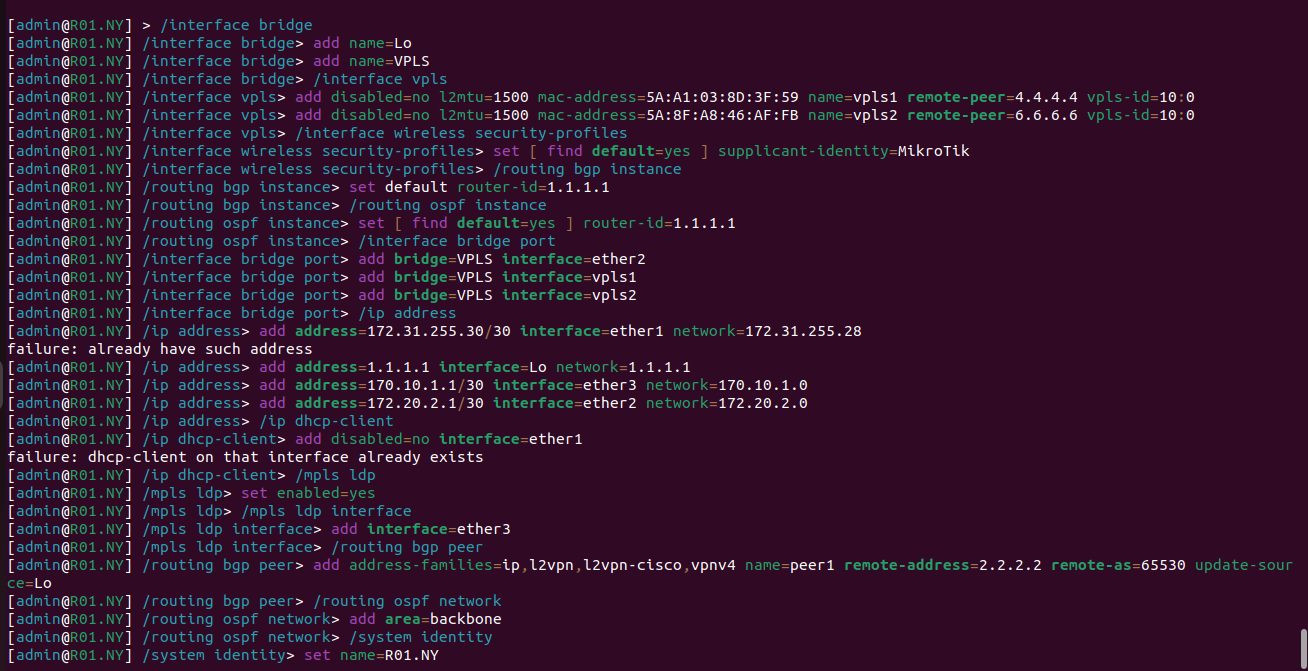 [admin@R01.NY] > /interface bridge
[admin@R01.NY] /interface bridge> add name=Lo
[admin@R01.NY] /interface bridge> add name=VPLS
[admin@R01.NY] /interface bridge> /interface vpls
[admin@R01.NY] /interface vpls> add disabled=no l2mtu=1500 mac-address=5A:A1:03:8D:3F:59 name=vpls1 remote-peer=4.4.4.4 vpls-id=10:0
[admin@R01.NY] /interface vpls> add disabled=no l2mtu=1500 mac-address=5A:8F:A8:46:AF:FB name=vpls2 remote-peer=6.6.6.6 vpls-id=10:0
[admin@R01.NY] /interface vpls> /interface wireless security-profiles
[admin@R01.NY] /interface wireless security-profiles> set [ find default=yes ] supplicant-identity=MikroTik
[admin@R01.NY] /interface wireless security-profiles> /routing bgp instance
[admin@R01.NY] /routing bgp instance> set default router-id=1.1.1.1
[admin@R01.NY] /routing bgp instance> /routing ospf instance
[admin@R01.NY] /routing ospf instance> set [ find default=yes ] router-id=1.1.1.1
[admin@R01.NY] /routing ospf instance> /interface bridge port
[admin@R01.NY] /interface bridge port> add bridge=VPLS interface=ether2
[admin@R01.NY] /interface bridge port> add bridge=VPLS interface=vpls1
[admin@R01.NY] /interface bridge port> add bridge=VPLS interface=vpls2
[admin@R01.NY] /interface bridge port> /ip address
[admin@R01.NY] /ip address> add address=172.31.255.30/30 interface=ether1 network=172.31.255.28
failure: already have such address
[admin@R01.NY] /ip address> add address=1.1.1.1 interface=Lo network=1.1.1.1
[admin@R01.NY] /ip address> add address=170.10.1.1/30 interface=ether3 network=170.10.1.0
[admin@R01.NY] /ip address> add address=172.20.2.1/30 interface=ether2 network=172.20.2.0
[admin@R01.NY] /ip address> /ip dhcp-client
[admin@R01.NY] /ip dhcp-client> add disabled=no interface=ether1
failure: dhcp-client on that interface already exists
[admin@R01.NY] /ip dhcp-client> /mpls ldp
[admin@R01.NY] /mpls ldp> set enabled=yes
[admin@R01.NY] /mpls ldp> /mpls ldp interface
[admin@R01.NY] /mpls ldp interface> add interface=ether3
[admin@R01.NY] /mpls ldp interface> /routing bgp peer
[admin@R01.NY] /routing bgp peer> add address-families=ip,l2vpn,l2vpn-cisco,vpnv4 name=peer1 remote-address=2.2.2.2 remote-as=65530 update-sour
ce=Lo
[admin@R01.NY] /routing bgp peer> /routing ospf network
[admin@R01.NY] /routing ospf network> add area=backbone
[admin@R01.NY] /routing ospf network> /system identity
[admin@R01.NY] /system identity> set name=R01.NY